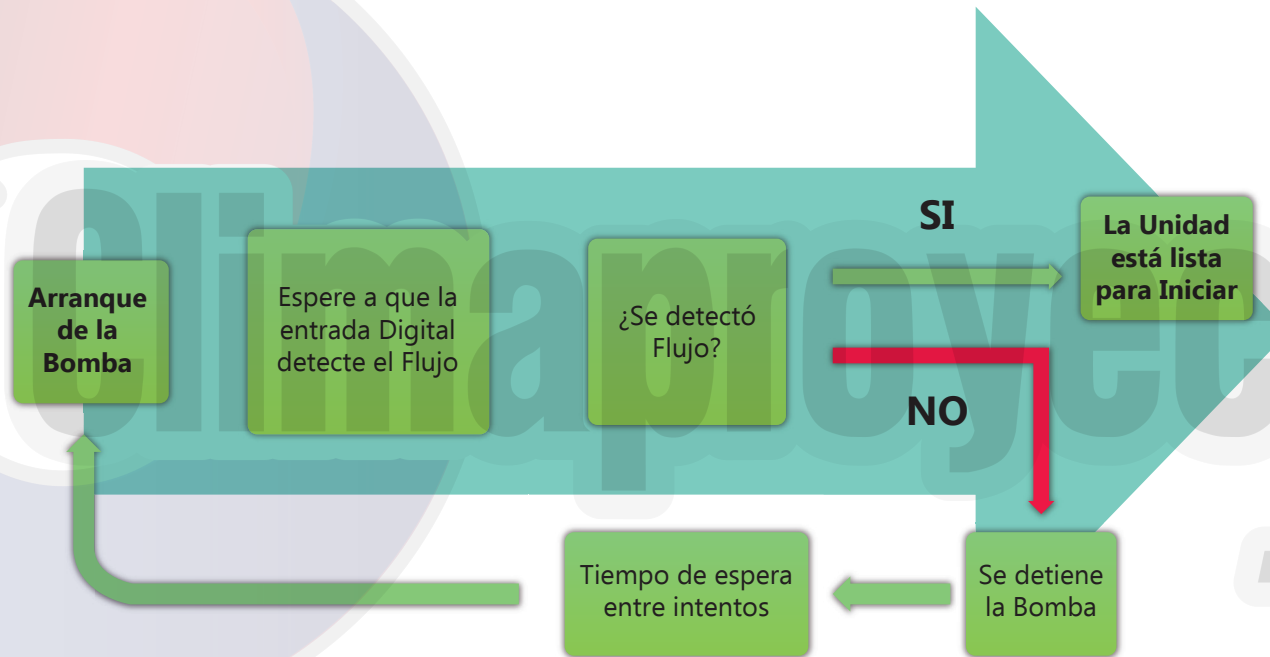 Arranque
de la
Bomba
Espere a que la
entrada Digital
detecte el Flujo
¿Se detectó
Flujo?
SI
La Unidad
está lista
para Iniciar
NO
Se detiene
la Bomba
Tiempo de espera
entre intentos
Climaproyec